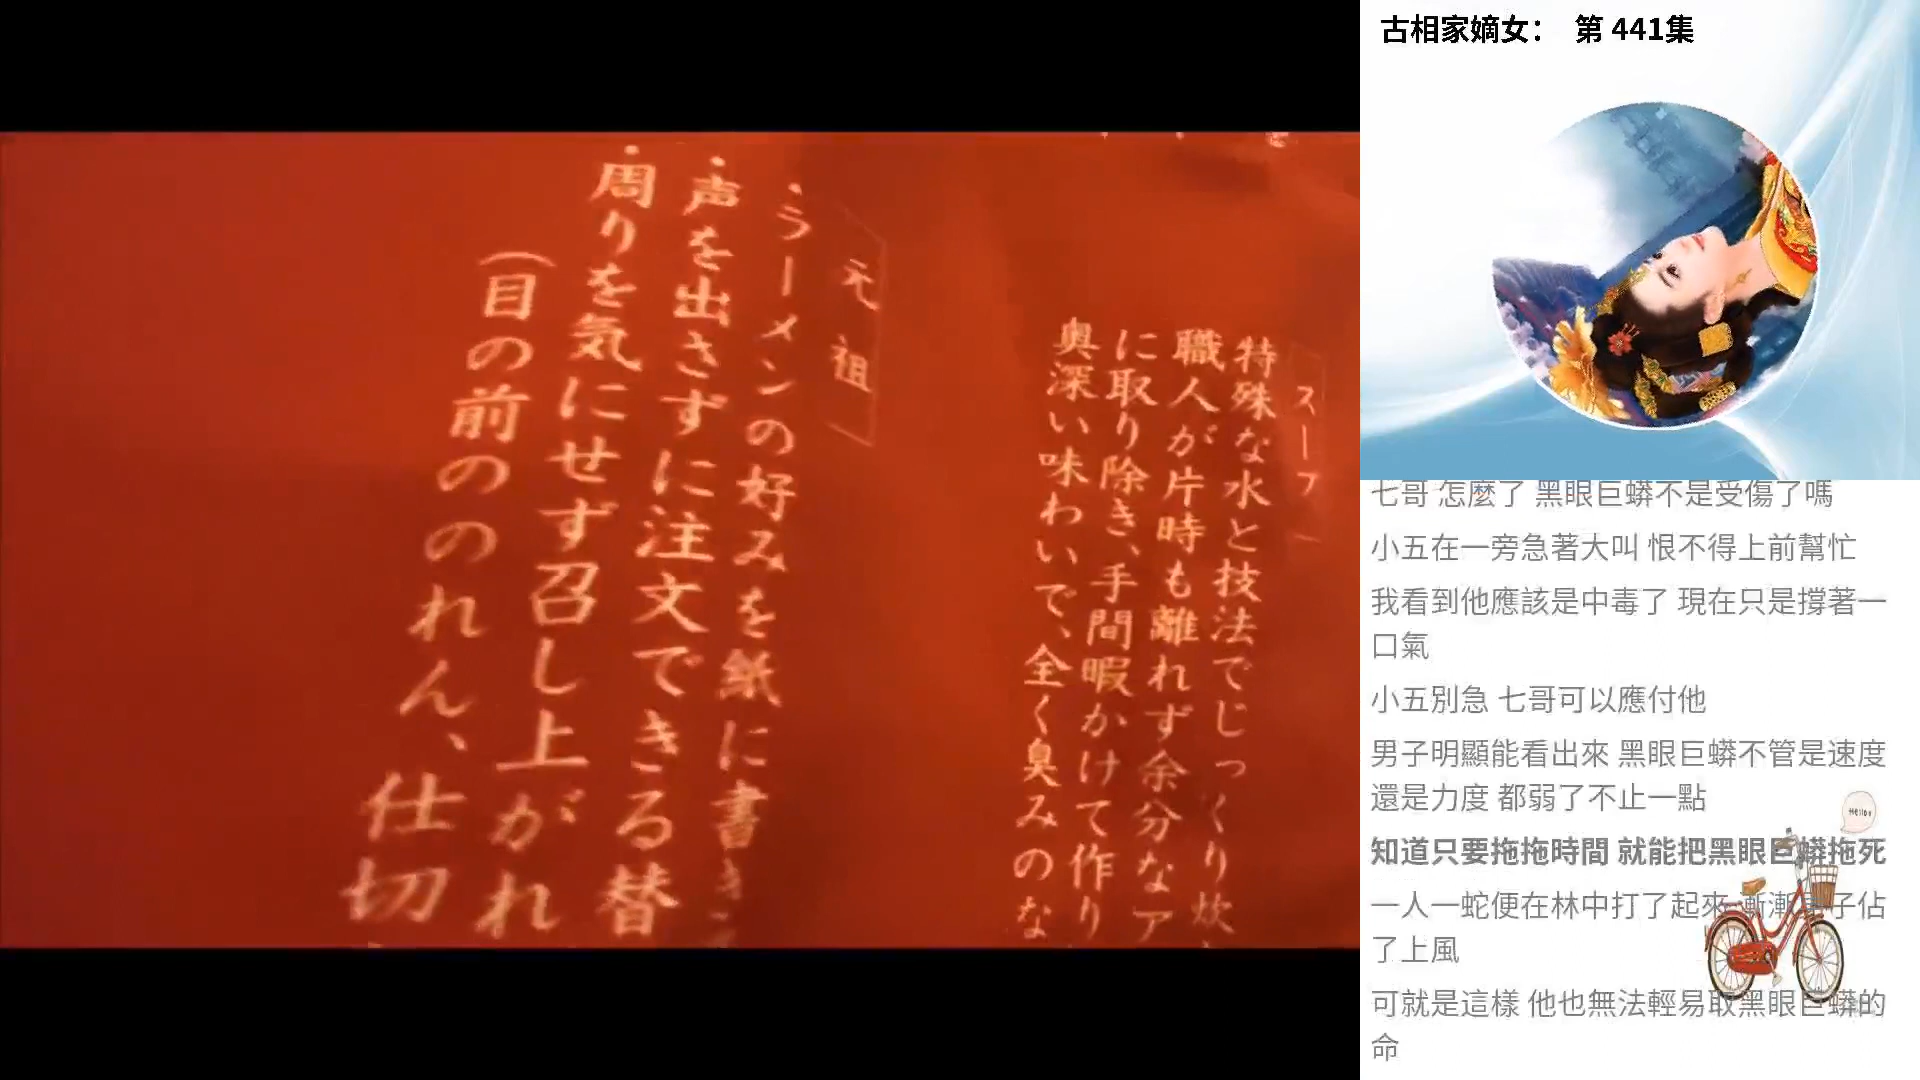 スープ
特殊な水と技法でじっくり炊
職人が片時も離れず余分なア
に取り除き、手間暇かけて作り
奥深い味わいで、全く臭みのな
元祖
・ラーメンの好みを紙に書き
・声を出さずに注文できる替
・周りを気にせず召し上がれ
(目の前ののれん、仕切
古相家嫡女： 第 441集
七哥 怎麼了 黑眼巨蟒不是受傷了嗎
小五在一旁急著大叫 恨不得上前幫忙
我看到他應該是中毒了 現在只是撐著一
口氣
小五別急 七哥可以應付他
男子明顯能看出來 黑眼巨蟒不管是速度
還是力度 都弱了不止一點
Hello!
知道只要拖拖時間 就能把黑眼巨蟒拖死
一人一蛇便在林中打了起來 漸漸男子佔
了上風
可就是這樣 他也無法輕易取黑眼巨蟒的
命